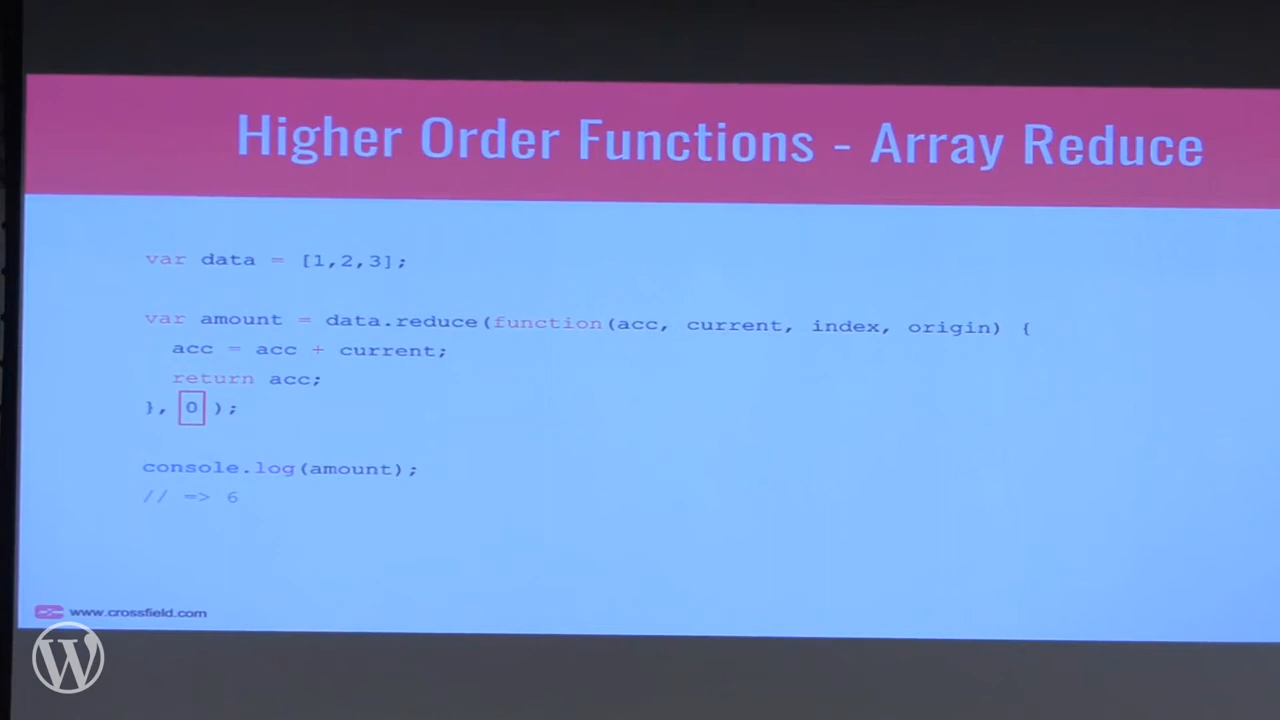 Higher Order Functions - Array Reduce
var data = [1,2,3];
var amount = data.reduce(function(acc, current, index, origin) {
acc = acc + current;
return acc;
}, 0 );
console.log(amount);
// => 6
www.crossfield.com